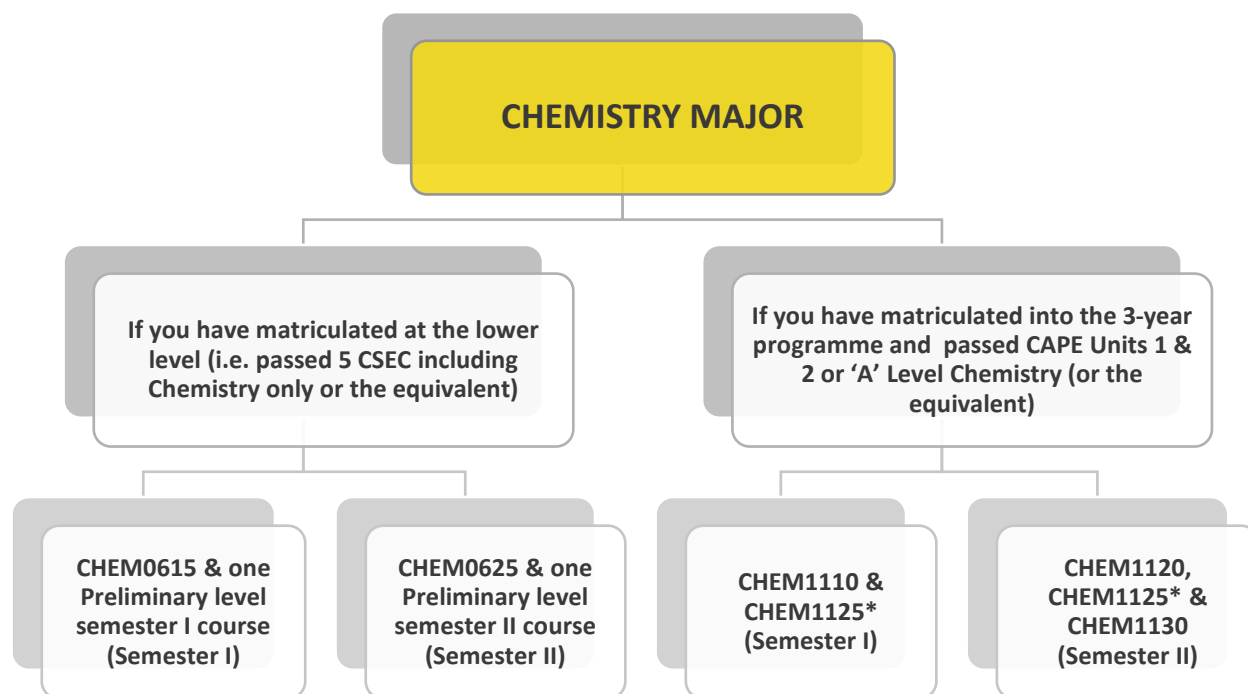 CHEMISTRY MAJOR
If you have matriculated at the lower
level (i.e. passed 5 CSEC including
Chemistry only or the equivalent)
If you have matriculated into the 3-year
programme and  passed CAPE Units 1 &
2 or ‘A’ Level Chemistry (or the
equivalent)
CHEM0615 & one
Preliminary level
semester I course
(Semester I)
CHEM0625 & one
Preliminary level
semester II course
(Semester II)
CHEM1110 &
CHEM1125*
(Semester I)
CHEM1120,
CHEM1125* &
CHEM1130
(Semester II)